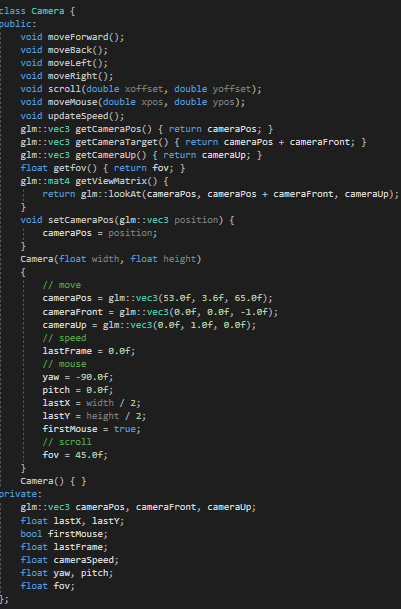 class Camera {
public:
void moveForward();
void moveBack();
void moveLeft();
void moveRight();
void scroll(double xoffset, double yoffset);
void moveMouse(double xpos, double ypos);
void updateSpeed();
glm::vec3 getCameraPos() { return cameraPos; }
glm::vec3 getCameraTarget() { return cameraPos + cameraFront; }
glm::vec3 getCameraUp() { return cameraUp; }
float getfov() { return fov; }
glm::mat4 getViewMatrix() {
return glm::lookAt(cameraPos, cameraPos + cameraFront, cameraUp);
}
void setCameraPos(glm::vec3 position) {
cameraPos = position;
}
Camera(float width, float height)
{
// move
cameraPos = glm::vec3(53.0f, 3.6f, 65.0f);
cameraFront = glm::vec3(0.0f, 0.0f, -1.0f);
cameraUp = glm::vec3(0.0f, 1.0f, 0.0f);
// speed
lastFrame = 0.0f;
// mouse
yaw = -90.0f;
pitch = 0.0f;
lastX = width / 2;
lastY = height / 2;
firstMouse = true;
// scroll
fov = 45.0f;
}
Camera() { }
private:
glm::vec3 cameraPos, cameraFront, cameraUp;
float lastX, lastY;
bool firstMouse;
float lastFrame;
float cameraSpeed;
float yaw, pitch;
float fov;
};